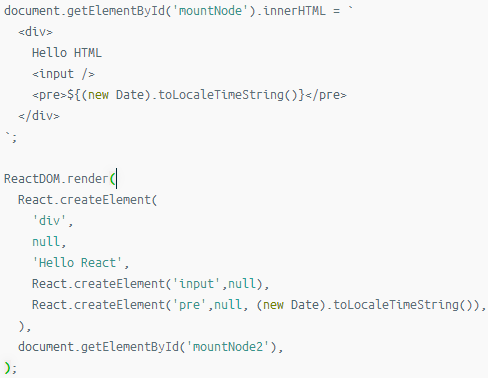 document.getElementById('mountNode').innerHTML = `
  <div>
    Hello HTML
    <input />
    <pre>${(new Date).toLocaleTimeString()}</pre>
  </div>
`;

ReactDOM.render(
  React.createElement(
    'div',
    null,
    'Hello React',
    React.createElement('input',null),
    React.createElement('pre',null, (new Date).toLocaleTimeString()),
  ),
  document.getElementById('mountNode2'),
);